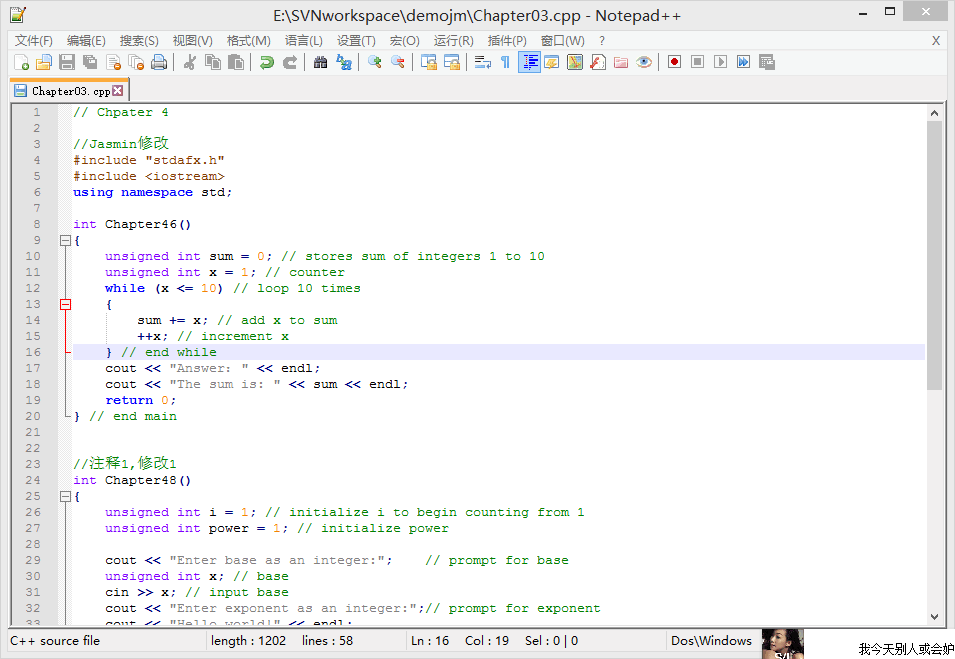 E:\SVNworkspace\demojm\Chapter03.cpp - Notepad++
文件(F) 编辑(E) 搜索(S) 视图(V) 格式(M) 语言(L) 设置(T) 宏(O) 运行(R) 插件(P) 窗口(W) ? X
Chapter03.cpp
1 // Chpater 4
2
3 //Jasmin修改
4 #include "stdafx.h"
5 #include <iostream>
6 using namespace std;
7
8 int Chapter46()
9 {
10 unsigned int sum = 0; // stores sum of integers 1 to 10
11 unsigned int x = 1; // counter
12 while (x <= 10) // loop 10 times
13 {
14 sum += x; // add x to sum
15 ++x; // increment x
16 } // end while
17 cout << "Answer: " << endl;
18 cout << "The sum is: " << sum << endl;
19 return 0;
20 } // end main
21
22
23 //注释1,修改1
24 int Chapter48()
25 {
26 unsigned int i = 1; // initialize i to begin counting from 1
27 unsigned int power = 1; // initialize power
28
29 cout << "Enter base as an integer:"; // prompt for base
30 unsigned int x; // base
31 cin >> x; // input base
32 cout << "Enter exponent as an integer:";// prompt for exponent
33 cout << "Hello world!" << endl;
C++ source file length : 1202 lines : 58 Ln : 16 Col : 19 Sel : 0 | 0 Dos\Windows
我今天别人或会妒